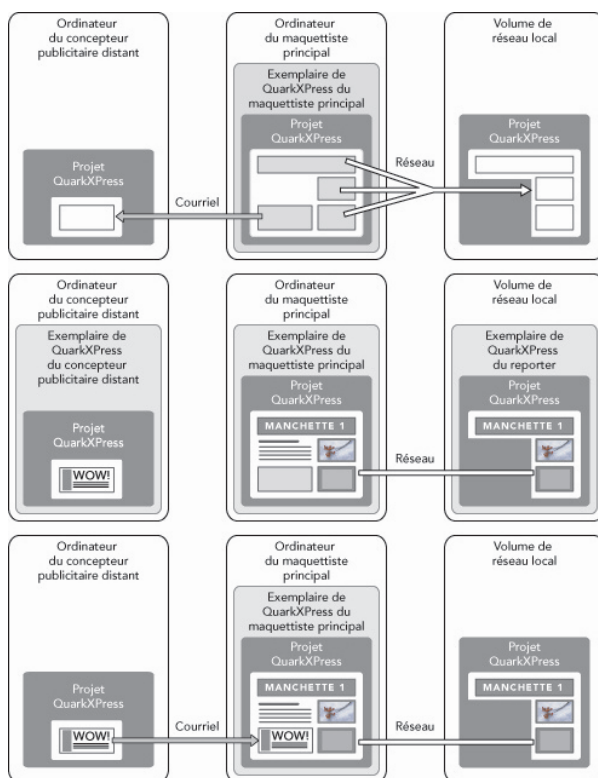 Ordinateur
du concepteur
publicitaire distant
Projet
QuarkXPress
Courriel
Ordinateur
du maquettiste
principal
Exemplaire de
QuarkXPress du
maquettiste principal
Projet
QuarkXPress
Réseau
Volume de
réseau local
Projet
QuarkXPress
Ordinateur
du concepteur
publicitaire distant
Exemplaire de
QuarkXPress
du concepteur
publicitaire distant
Projet
QuarkXPress
WOW!
Ordinateur
du maquettiste
principal
Exemplaire de
QuarkXPress du
maquettiste principal
Projet
QuarkXPress
MANCHETTE 1
Réseau
Volume de
réseau local
Exemplaire de
QuarkXPress
du reporter
Projet
QuarkXPress
MANCHETTE 1
Ordinateur
du concepteur
publicitaire distant
Projet
QuarkXPress
WOW!
Courriel
Ordinateur
du maquettiste
principal
Exemplaire de
QuarkXPress du
maquettiste principal
Projet
QuarkXPress
MANCHETTE 1
WOW!
Réseau
Volume de
réseau local
Projet
QuarkXPress
MANCHETTE 1